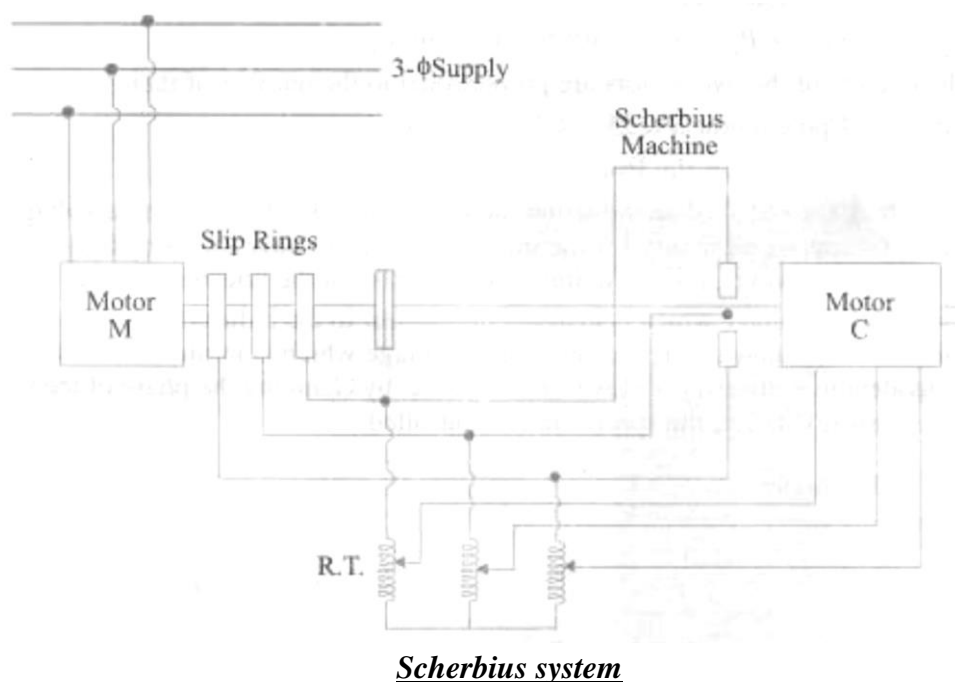 3-ϕSupply
Scherbius
Machine
Slip Rings
Motor
M
Motor
C
R.T.
Scherbius system